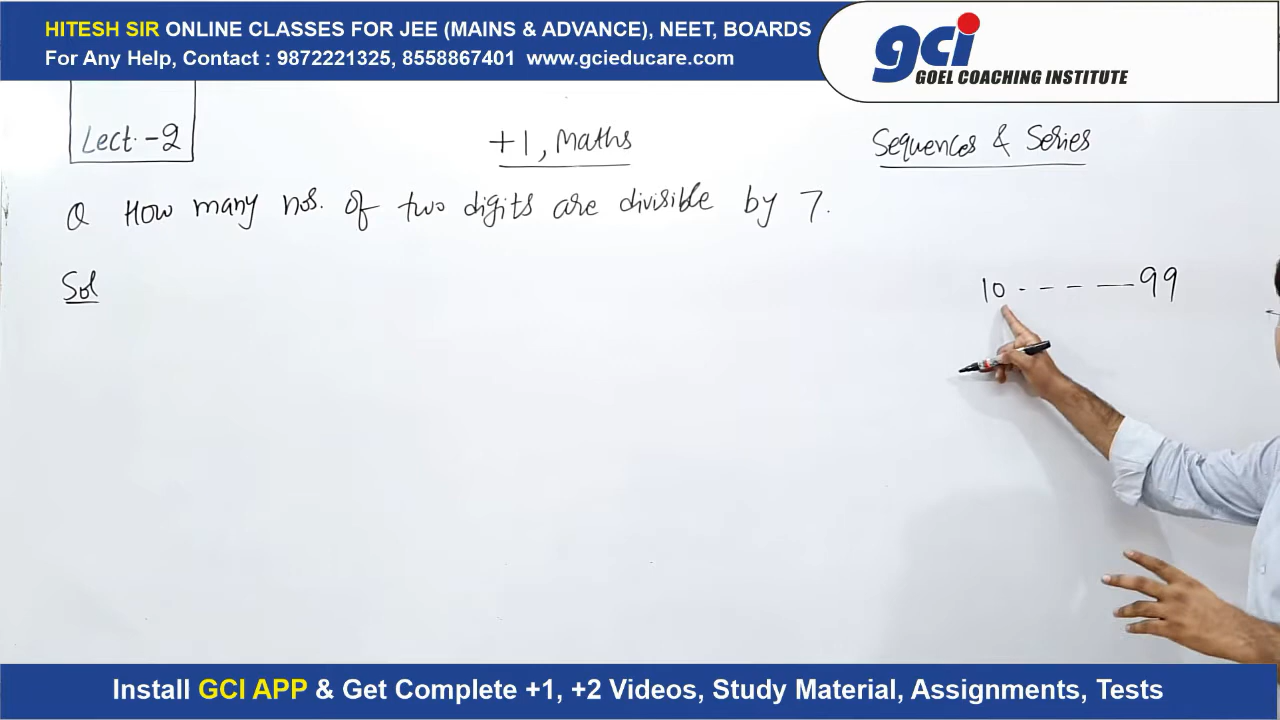 HITESH SIR ONLINE CLASSES FOR JEE (MAINS & ADVANCE), NEET, BOARDS
For Any Help, Contact : 9872221325, 8558867401 www.gcieducare.com
gci
GOEL COACHING INSTITUTE
Lect.-2
+1, Maths
Sequences & Series
Q How many nos. of two digits are divisible by 7.
Sol
10 - - - - - 99
Install GCI APP & Get Complete +1, +2 Videos, Study Material, Assignments, Tests